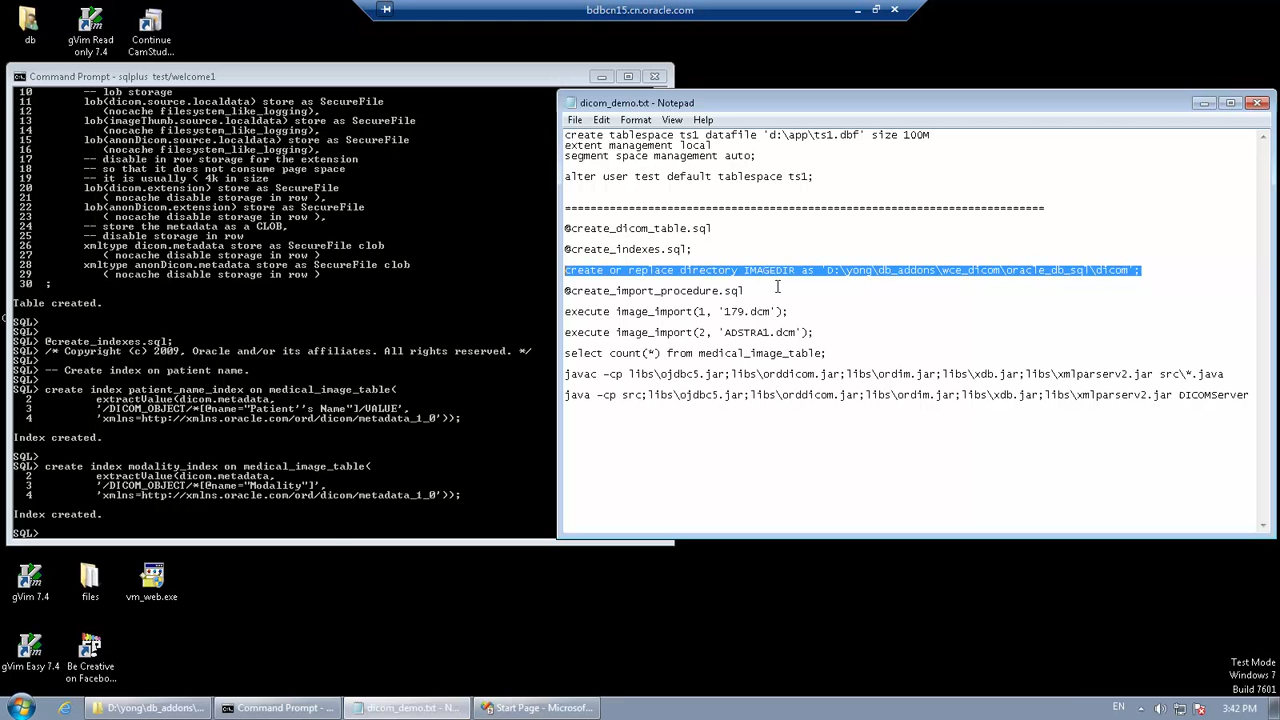 bdbcn15.cn.oracle.com
db
gVim Read
only 7.4
Continue
CamStud...
Command Prompt - sqlplus test/welcome1
10 -- lob storage
11 lob(dicom.source.localdata) store as SecureFile
12 (nocache filesystem_like_logging),
13 lob(imageThumb.source.localdata) store as SecureFile
14 (nocache filesystem_like_logging),
15 lob(anonDicom.source.localdata) store as SecureFile
16 (nocache filesystem_like_logging),
17 -- disable in row storage for the extension
18 -- so that it does not consume page space
19 -- it is usually < 4k in size
20 lob(dicom.extension) store as SecureFile
21 ( nocache disable storage in row ),
22 lob(anonDicom.extension) store as SecureFile
23 ( nocache disable storage in row ),
24 -- store the metadata as a CLOB,
25 -- disable storage in row
26 xmltype dicom.metadata store as SecureFile clob
27 ( nocache disable storage in row )
28 xmltype anonDicom.metadata store as SecureFile clob
29 ( nocache disable storage in row )
30 ;
Table created.
SQL>
SQL>
SQL> @create_indexes.sql;
SQL> /* Copyright (c) 2009, Oracle and/or its affiliates. All rights reserved. */
SQL>
SQL> -- Create index on patient name.
SQL>
SQL> create index patient_name_index on medical_image_table(
2 extractValue(dicom.metadata,
3 '/DICOM_OBJECT/*[@name="Patient''s Name"]/VALUE',
4 'xmlns=http://xmlns.oracle.com/ord/dicom/metadata_1_0'));
Index created.
SQL>
SQL> create index modality_index on medical_image_table(
2 extractValue(dicom.metadata,
3 '/DICOM_OBJECT/*[@name="Modality"]',
4 'xmlns=http://xmlns.oracle.com/ord/dicom/metadata_1_0'));
Index created.
SQL>
dicom_demo.txt - Notepad
File Edit Format View Help
create tablespace ts1 datafile 'd:\app\ts1.dbf' size 100M
extent management local
segment space management auto;
alter user test default tablespace ts1;
===========================================================================
@create_dicom_table.sql
@create_indexes.sql;
create or replace directory IMAGEDIR as 'D:\yong\db_addons\wce_dicom\oracle_db_sql\dicom';
@create_import_procedure.sql
execute image_import(1, '179.dcm');
execute image_import(2, 'ADSTRA1.dcm');
select count(*) from medical_image_table;
javac -cp libs\ojdbc5.jar;libs\orddicom.jar;libs\ordim.jar;libs\xdb.jar;libs\xmlparserv2.jar src\*.java
java -cp src;libs\ojdbc5.jar;libs\orddicom.jar;libs\ordim.jar;libs\xdb.jar;libs\xmlparserv2.jar DICOMServer
gVim 7.4
files
vm_web.exe
gVim Easy 7.4
Be Creative
on Facebo...
Test Mode
Windows 7
Build 7601
D:\yong\db_addons\...
Command Prompt - ...
dicom_demo.txt - N...
Start Page - Microsof...
EN
3:42 PM